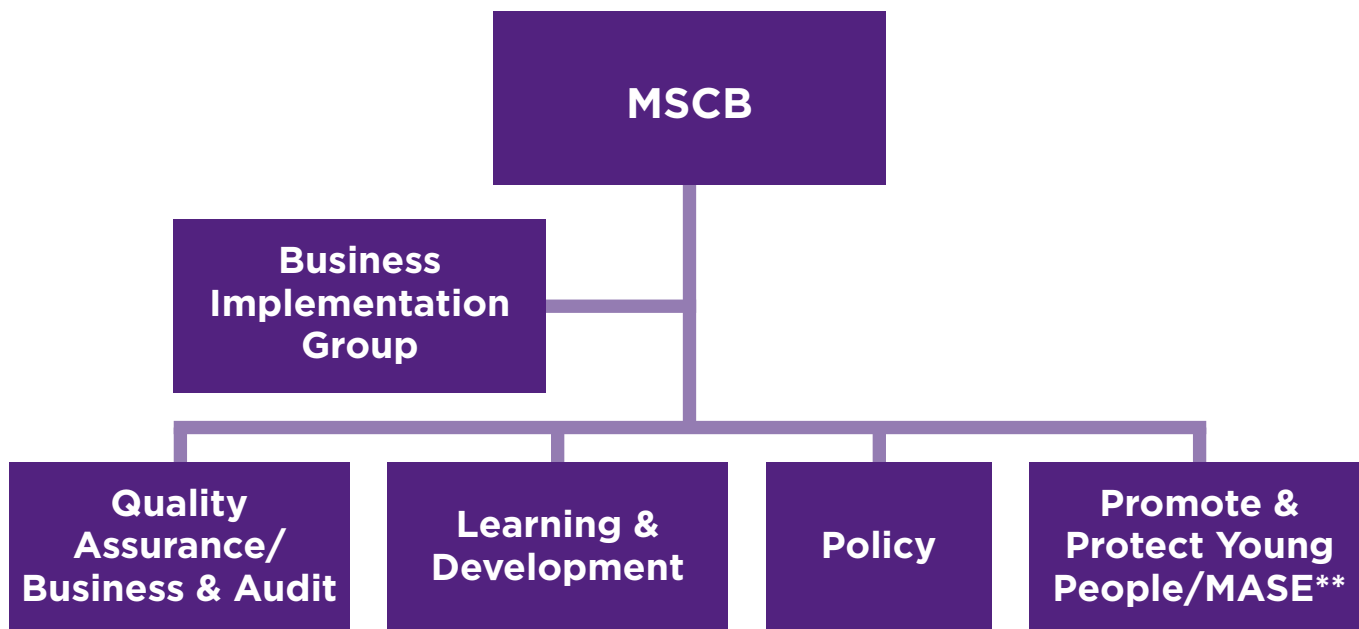 MSCB
Business
Implementation
Group
Quality
Assurance/
Business & Audit
Learning &
Development
Policy
Promote &
Protect Young
People/MASE**